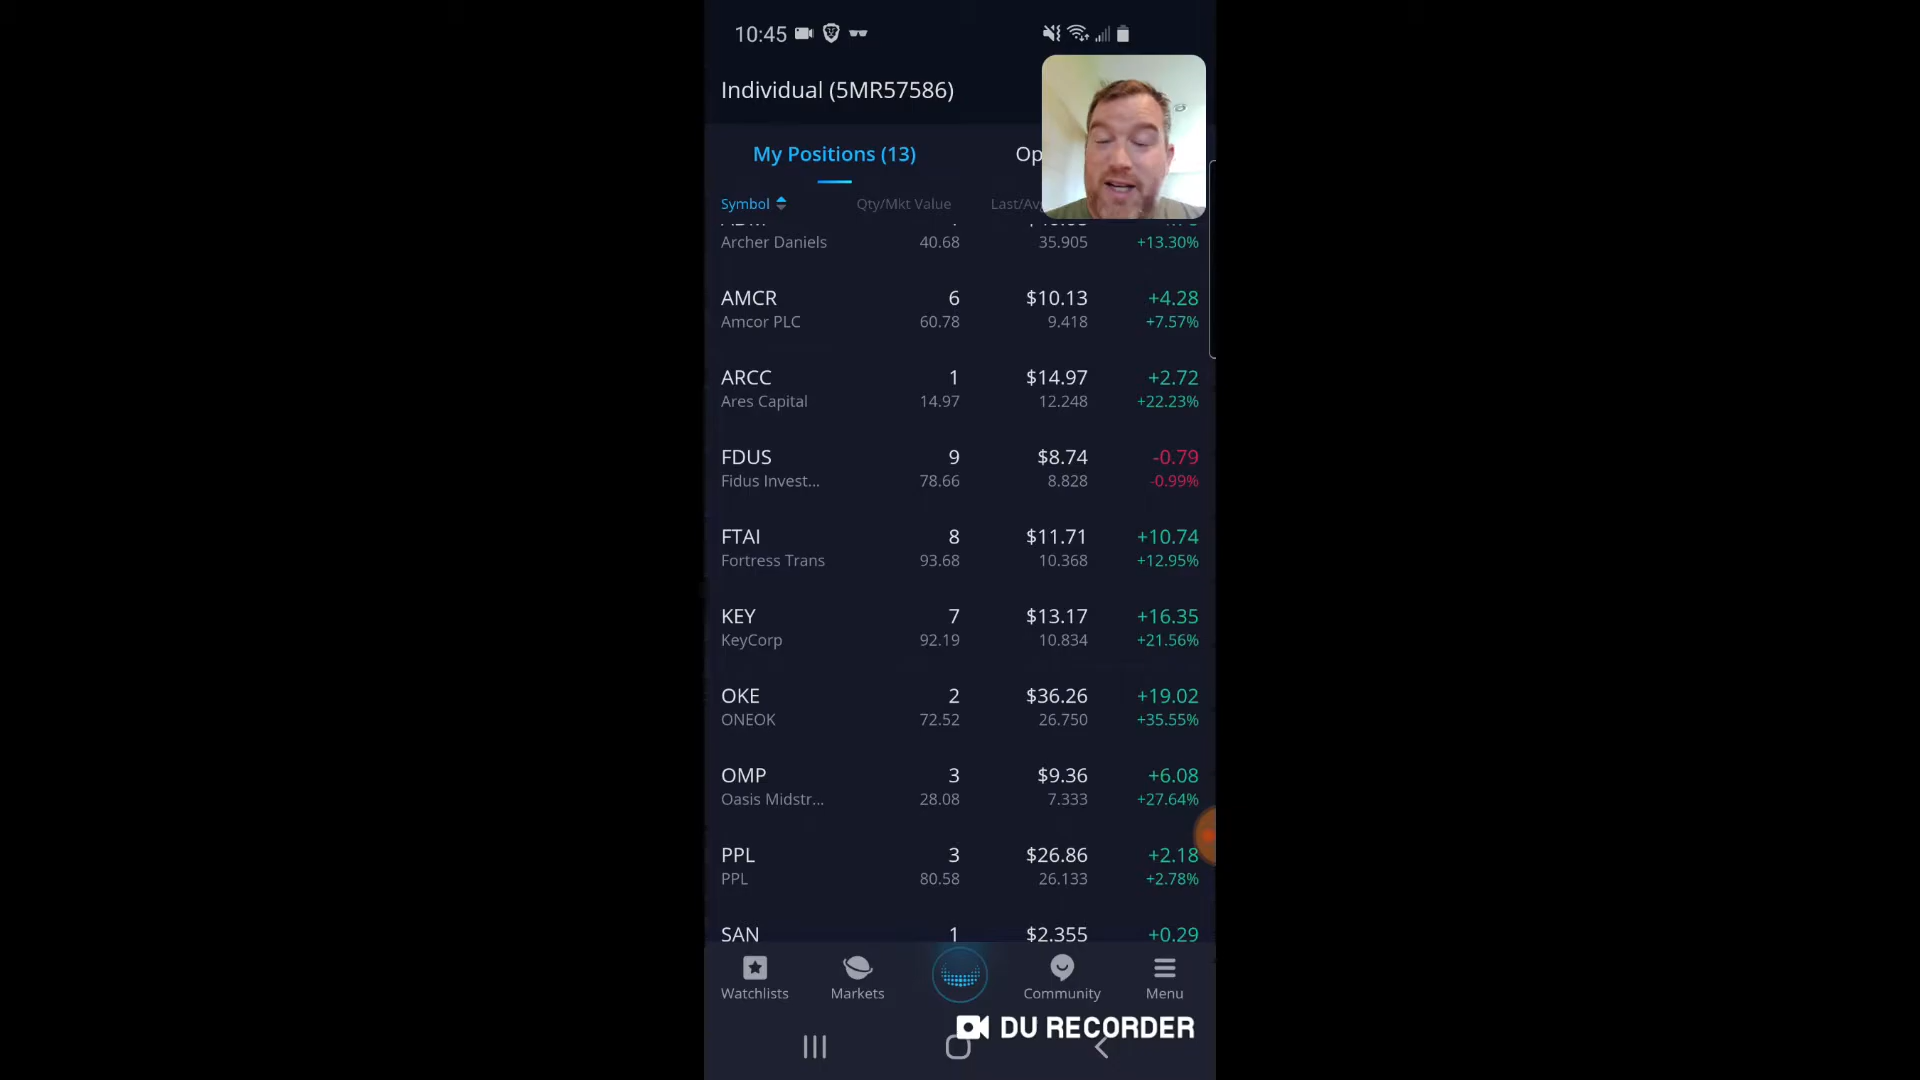 10:45
Individual (5MR57586)
My Positions (13) Op
Symbol Qty/Mkt Value Last/Av
Archer Daniels 40.68 35.905 +13.30%
AMCR 6 $10.13 +4.28
Amcor PLC 60.78 9.418 +7.57%
ARCC 1 $14.97 +2.72
Ares Capital 14.97 12.248 +22.23%
FDUS 9 $8.74 -0.79
Fidus Invest... 78.66 8.828 -0.99%
FTAI 8 $11.71 +10.74
Fortress Trans 93.68 10.368 +12.95%
KEY 7 $13.17 +16.35
KeyCorp 92.19 10.834 +21.56%
OKE 2 $36.26 +19.02
ONEOK 72.52 26.750 +35.55%
OMP 3 $9.36 +6.08
Oasis Midstr... 28.08 7.333 +27.64%
PPL 3 $26.86 +2.18
PPL 80.58 26.133 +2.78%
SAN 1 $2.355 +0.29
Watchlists Markets Community Menu
DU RECORDER